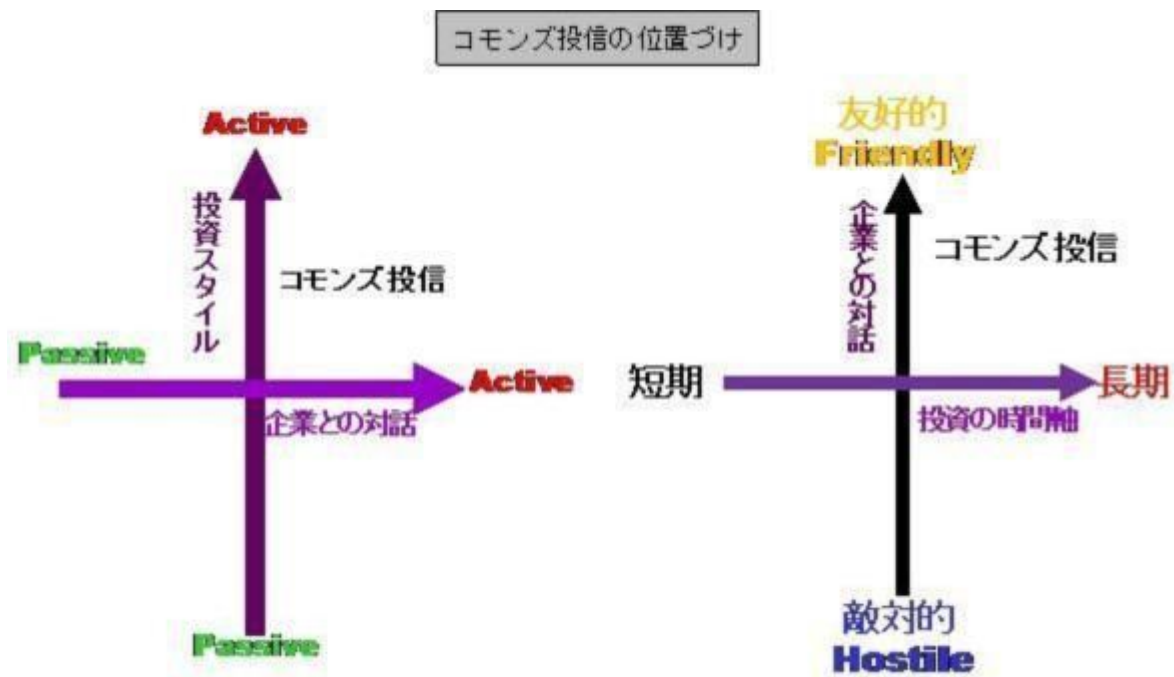 コモンズ投信の位置づけ
Active
投資スタイル
コモンズ投信
Passive
Active
企業との対話
Passive
友好的
Friendly
企業との対話
コモンズ投信
短期
長期
投資の時間軸
敵対的
Hostile